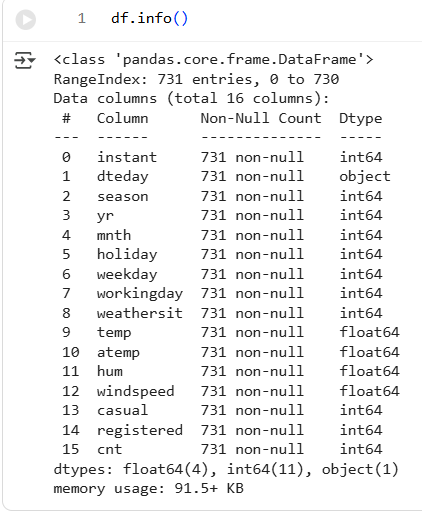 1 df.info()
<class 'pandas.core.frame.DataFrame'>
RangeIndex: 731 entries, 0 to 730
Data columns (total 16 columns):
 #   Column      Non-Null Count  Dtype
---  ------      --------------  -----
 0   instant     731 non-null    int64
 1   dteday      731 non-null    object
 2   season      731 non-null    int64
 3   yr          731 non-null    int64
 4   mnth        731 non-null    int64
 5   holiday     731 non-null    int64
 6   weekday     731 non-null    int64
 7   workingday  731 non-null    int64
 8   weathersit  731 non-null    int64
 9   temp        731 non-null    float64
 10  atemp       731 non-null    float64
 11  hum         731 non-null    float64
 12  windspeed   731 non-null    float64
 13  casual      731 non-null    int64
 14  registered  731 non-null    int64
 15  cnt         731 non-null    int64
dtypes: float64(4), int64(11), object(1)
memory usage: 91.5+ KB